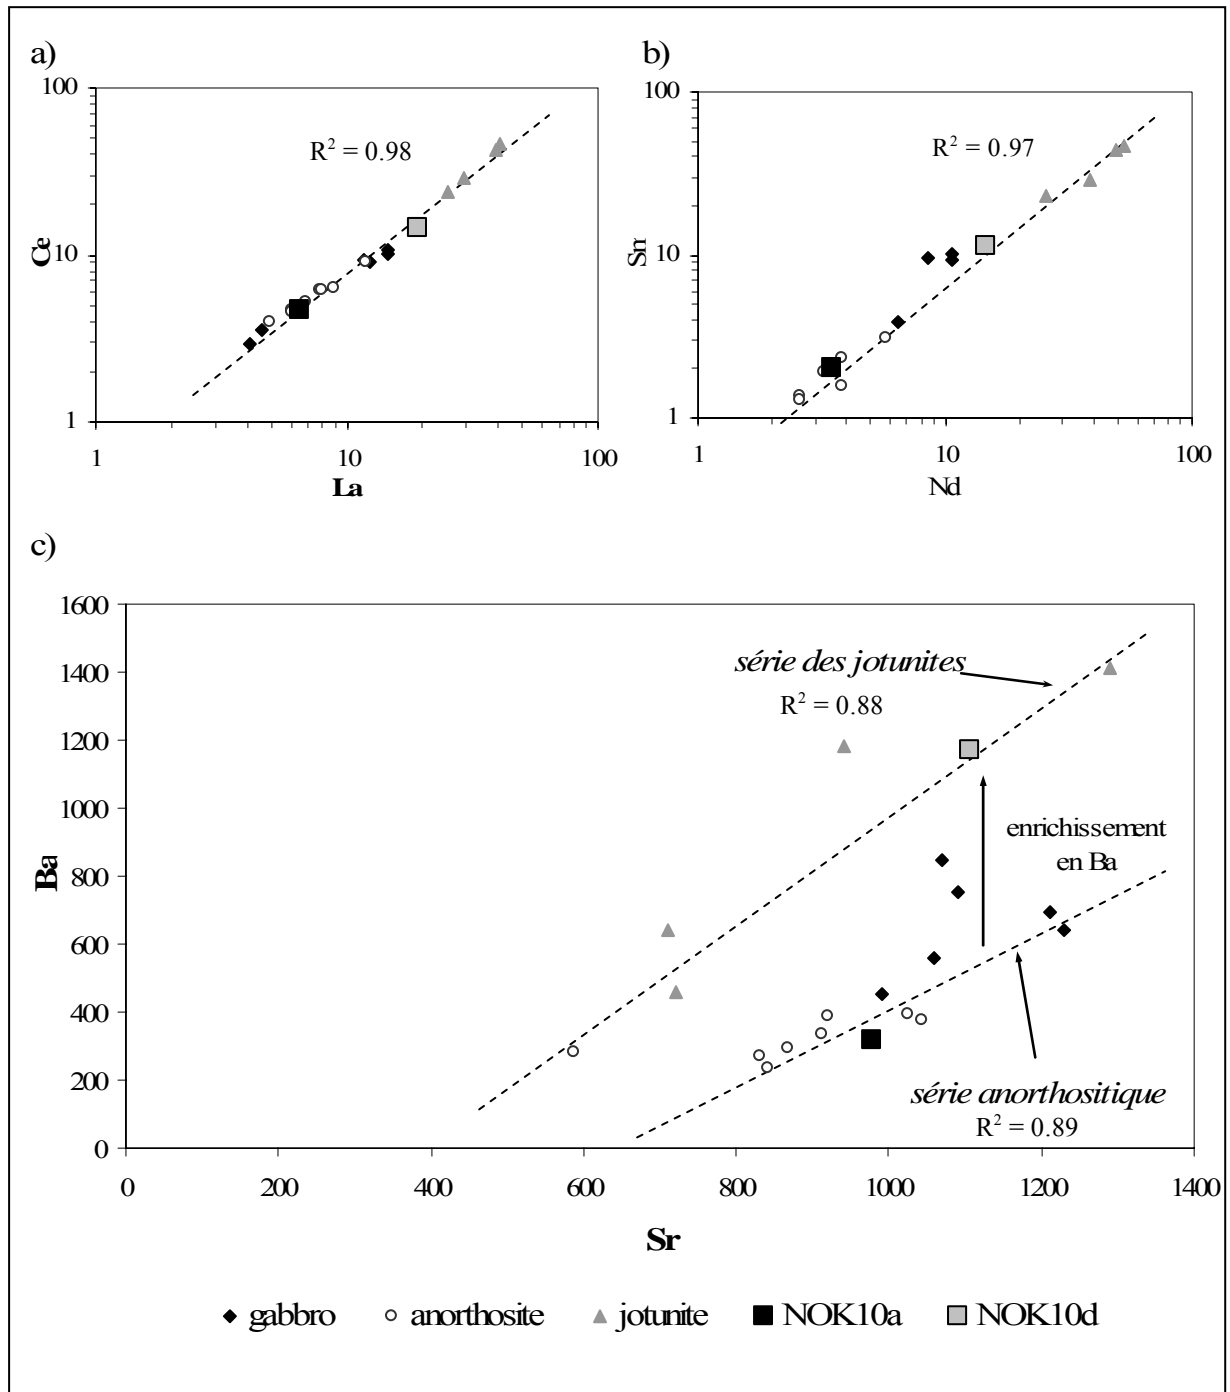 a)
100
10
1
Ce
R² = 0.98
1
10
100
La
b)
100
10
1
Sm
R² = 0.97
1
10
100
Nd
c)
1600
1400
1200
1000
800
600
400
200
0
Ba
série des jotunites
R² = 0.88
enrichissement
en Ba
série anorthositique
R² = 0.89
0
200
400
600
800
1000
1200
1400
Sr
gabbro
anorthosite
jotunite
NOK10a
NOK10d